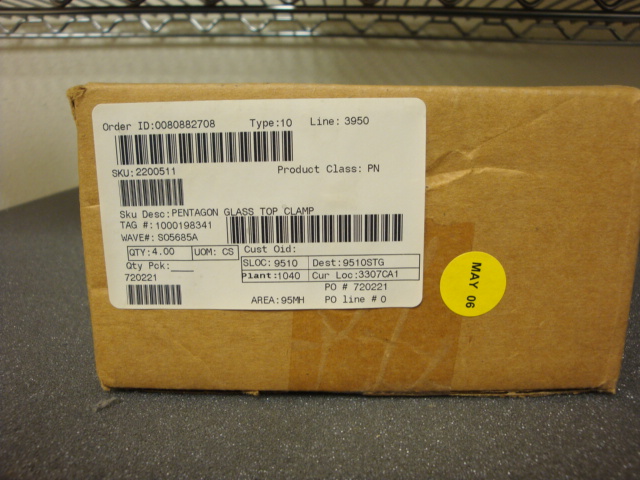 Order ID:0080882708 Type:10 Line: 3950
SKU:2200511 Product Class: PN
Sku Desc:PENTAGON GLASS TOP CLAMP
TAG #:1000198341
WAVE#: SO5685A
QTY:4.00 UOM: CS Cust Oid:
Qty Pck:____ SLOC: 9510 Dest:9510STG
720221 Plant:1040 Cur Loc:3307CA1
PO # 720221
AREA:95MH PO line # 0
MAY 06